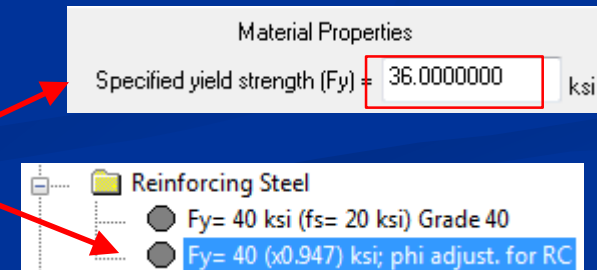 Material Properties
Specified yield strength (Fy) = 36.0000000 ksi
Reinforcing Steel
Fy= 40 ksi (fs= 20 ksi) Grade 40
Fy= 40 (x0.947) ksi; phi adjust. for RC